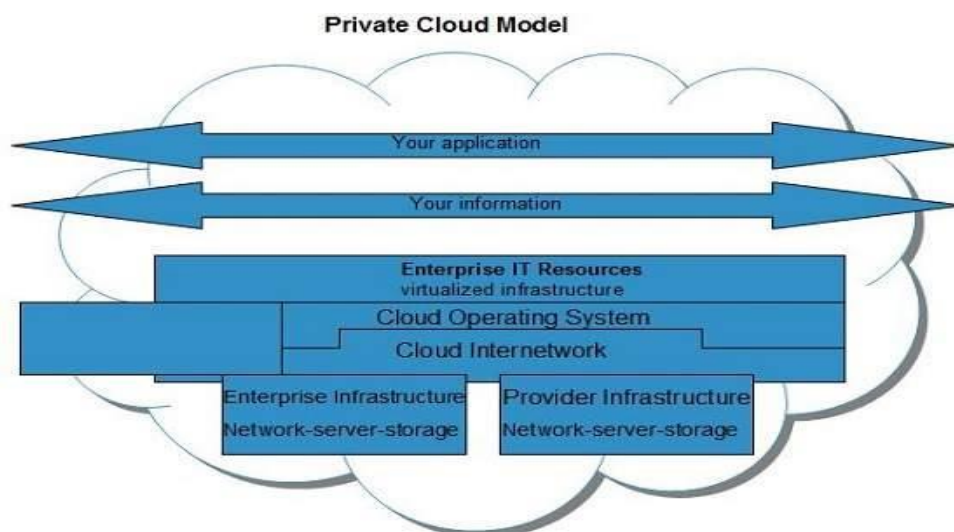 Private Cloud Model
Your application
Your information
Enterprise IT Resources
virtualized infrastructure
Cloud Operating System
Cloud Internetwork
Enterprise Infrastructure
Network-server-storage
Provider Infrastructure
Network-server-storage